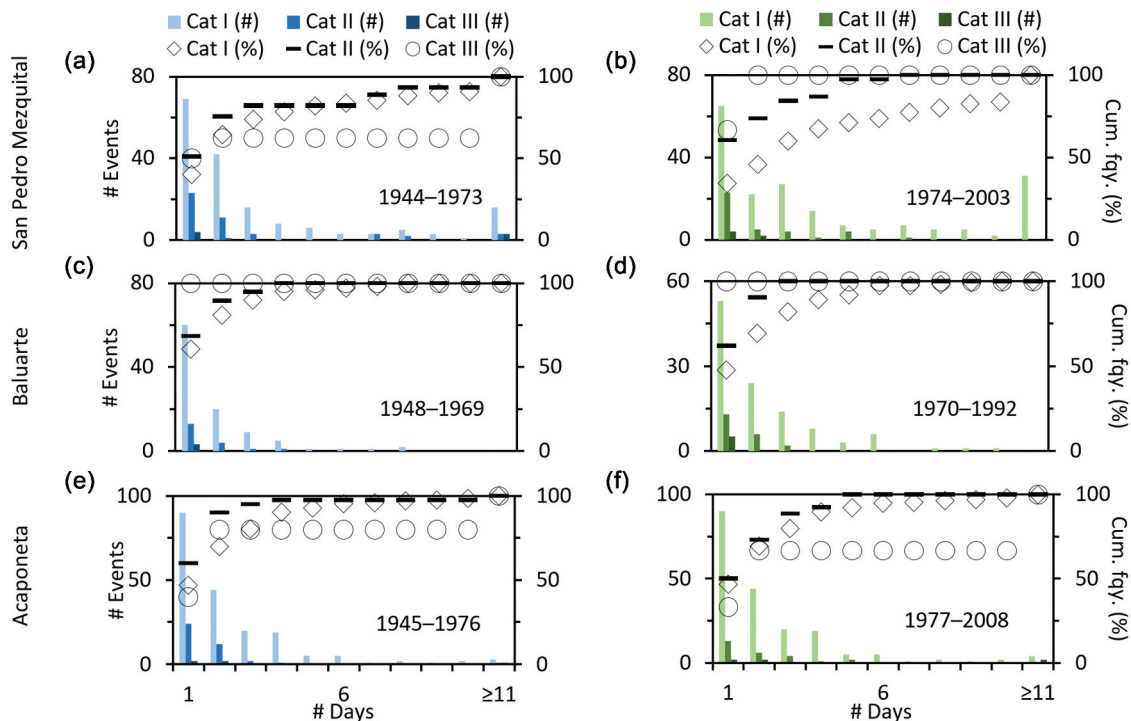 Cat I (#) Cat II (#) Cat III (#)
Cat I (%) Cat II (%) Cat III (%)
Cat I (#) Cat II (#) Cat III (#)
Cat I (%) Cat II (%) Cat III (%)
San Pedro Mezquital
(a)
# Events
80
40
0
100
50
0
1944–1973
(b)
80
60
40
20
0
100
50
0
Cum. fqy. (%)
1974–2003
Baluarte
(c)
# Events
80
40
0
100
50
0
1948–1969
(d)
60
30
0
100
50
0
Cum. fqy. (%)
1970–1992
Acaponeta
(e)
# Events
100
50
0
100
50
0
1945–1976
1 6 ≥11
# Days
(f)
100
50
0
100
50
0
Cum. fqy. (%)
1977–2008
1 6 ≥11
# Days